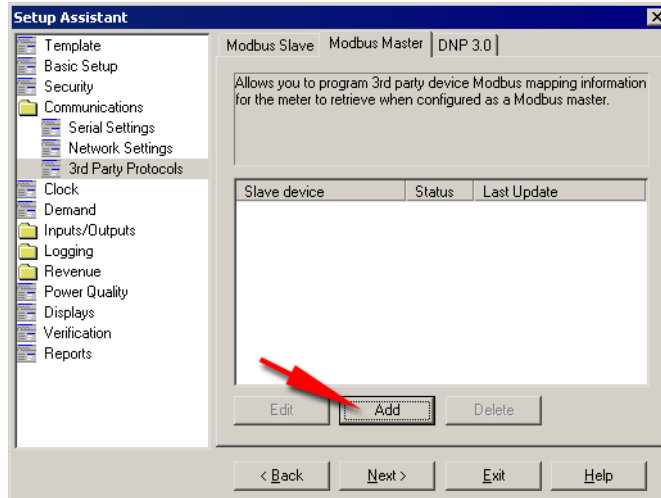 Setup Assistant
Template
Basic Setup
Security
Communications
Serial Settings
Network Settings
3rd Party Protocols
Clock
Demand
Inputs/Outputs
Logging
Revenue
Power Quality
Displays
Verification
Reports
Modbus Slave Modbus Master DNP 3.0
Allows you to program 3rd party device Modbus mapping information
for the meter to retrieve when configured as a Modbus master.
Slave device Status Last Update
Edit Add Delete
< Back Next > Exit Help